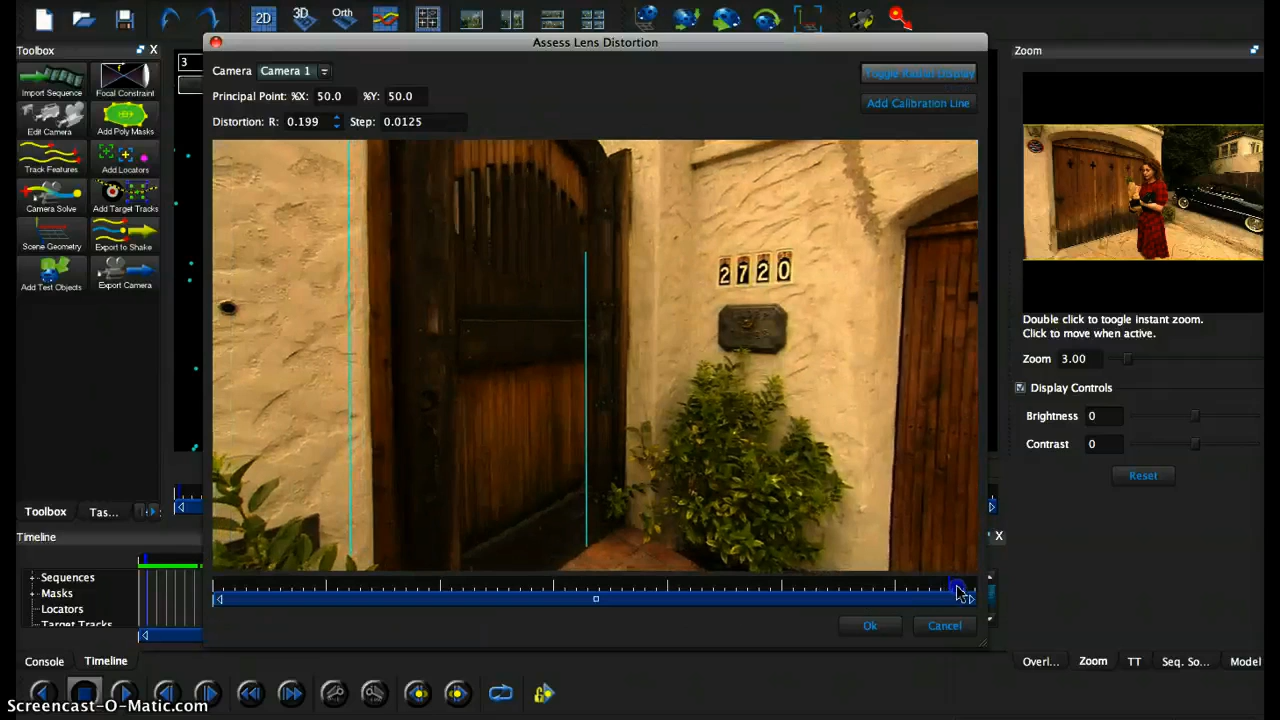 2D
3D
Orth
Assess Lens Distortion
Toolbox
X
Zoom
3
Camera
Camera 1
Toggle Radial Display
Principal Point: %X: 50.0 %Y: 50.0
Add Calibration Line
Distortion: R: 0.199 Step: 0.0125
Import Sequence
Focal Constraint
Edit Camera
Add Poly Masks
Track Features
Add Locators
Camera Solve
Add Target Tracks
Scene Geometry
Export to Shake
Add Test Objects
Export Camera
2720
Double click to toogle instant zoom.
Click to move when active.
Zoom 3.00
Display Controls
Brightness 0
Contrast 0
Reset
Toolbox
Tas...
Timeline
X
Sequences
Masks
Locators
Target Tracks
Ok
Cancel
Console
Timeline
Overl...
Zoom
TT
Seq. So...
Model
Screencast-O-Matic.com